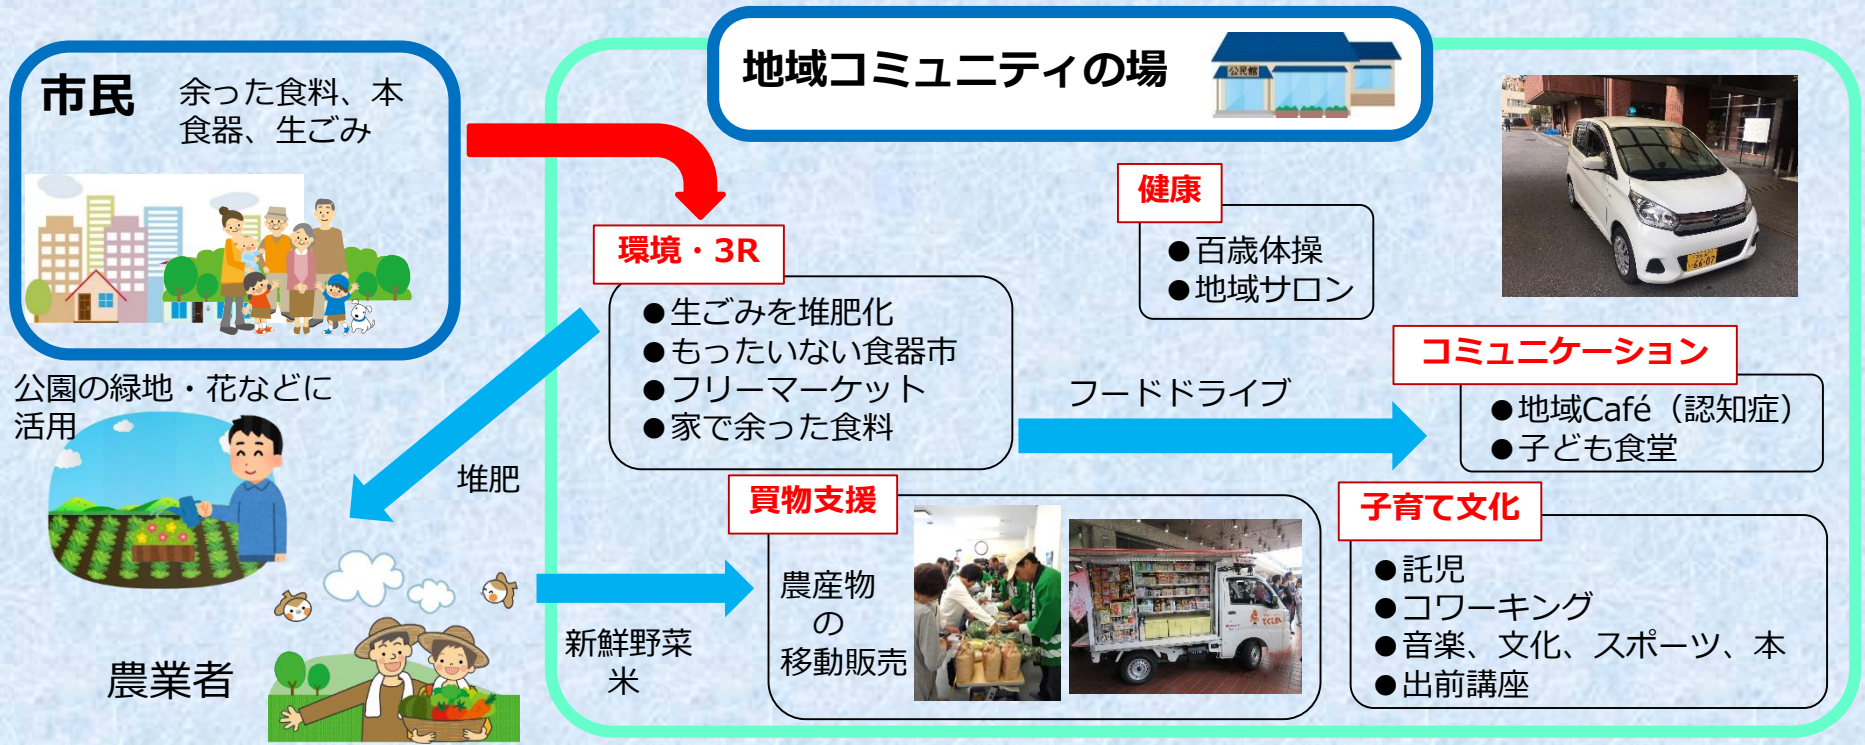 地域コミュニティの場
公民館
市民
余った食料、本
食器、生ごみ
環境・3R
●生ごみを堆肥化
●もったいない食器市
●フリーマーケット
●家で余った食料
健康
●百歳体操
●地域サロン
66-07
コミュニケーション
●地域Café（認知症）
●子ども食堂
フードドライブ
公園の緑地・花などに
活用
堆肥
農業者
新鮮野菜
米
買物支援
農産物
の
移動販売
とくし丸
子育て文化
●託児
●コワーキング
●音楽、文化、スポーツ、本
●出前講座